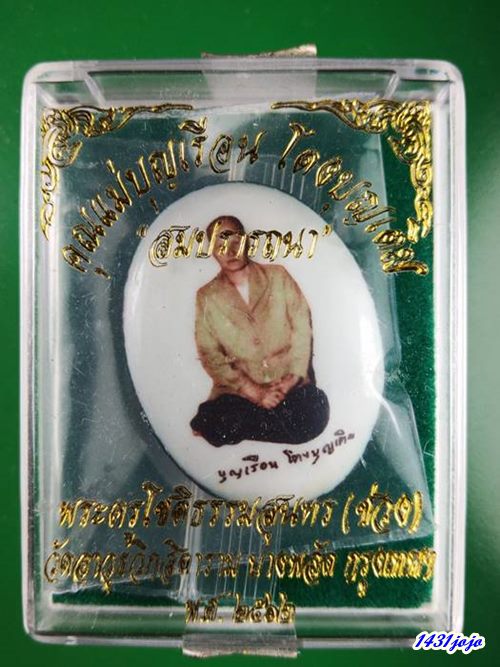 คุณแม่บุญเรือน โตงบุญเติม
"สมปรารถนา"
บุญเรือน โตงบุญเติม
พระครูโชติธรรมสุนทร (ช่วง)
วัดอาวุธวิกสิตาราม บางพลัด กรุงเทพฯ
พ.ศ. ๒๕๖๒
1431jojo